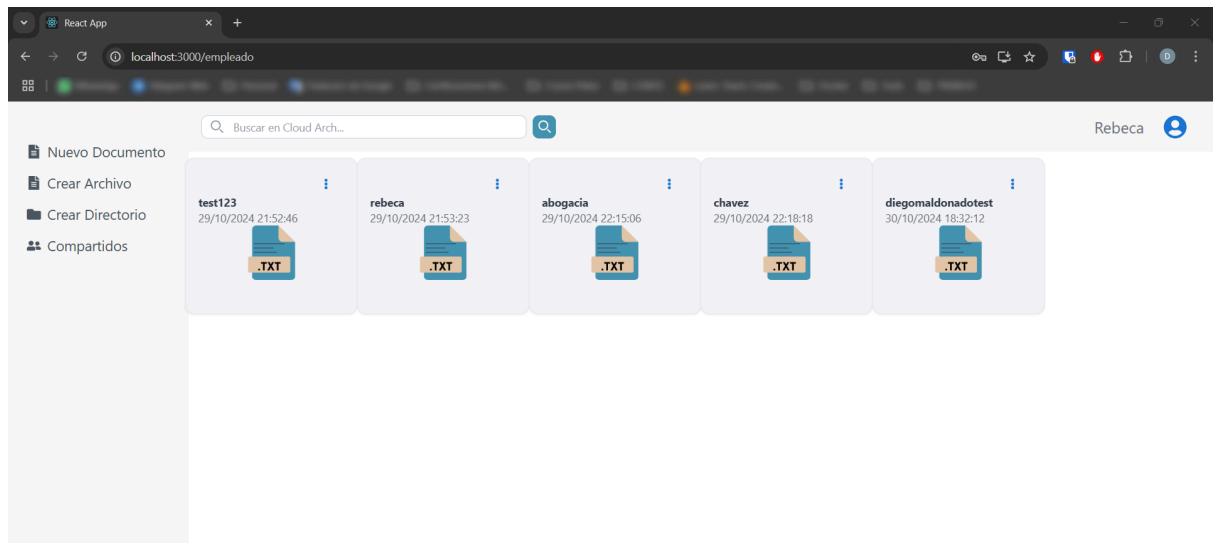 React App
localhost:3000/empleado
D
Buscar en Cloud Arch...
Rebeca
Nuevo Documento
Crear Archivo
Crear Directorio
Compartidos
test123
29/10/2024 21:52:46
.TXT
rebeca
29/10/2024 21:53:23
.TXT
abogacia
29/10/2024 22:15:06
.TXT
chavez
29/10/2024 22:18:18
.TXT
diegomaldonadotest
30/10/2024 18:32:12
.TXT